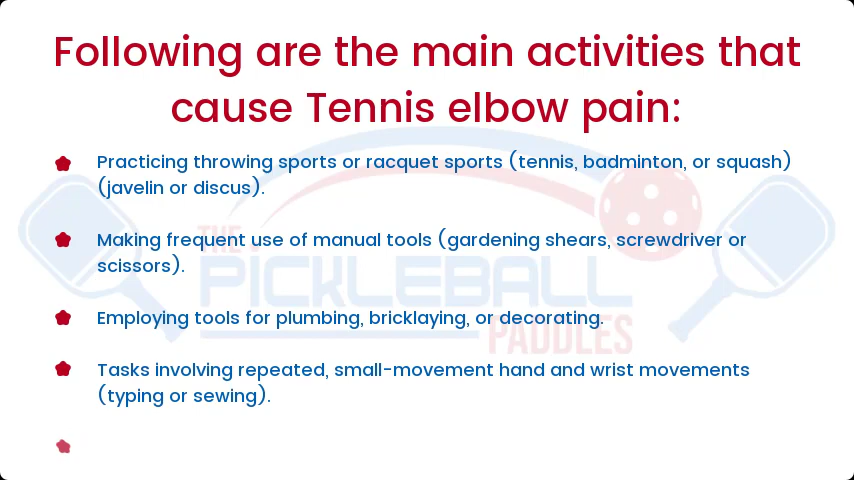 Following are the main activities that
cause Tennis elbow pain:
Practicing throwing sports or racquet sports (tennis, badminton, or squash)
(javelin or discus).
Making frequent use of manual tools (gardening shears, screwdriver or
scissors).
Employing tools for plumbing, bricklaying, or decorating.
Tasks involving repeated, small-movement hand and wrist movements
(typing or sewing).
THE
PICKLEBALL
PADDLES